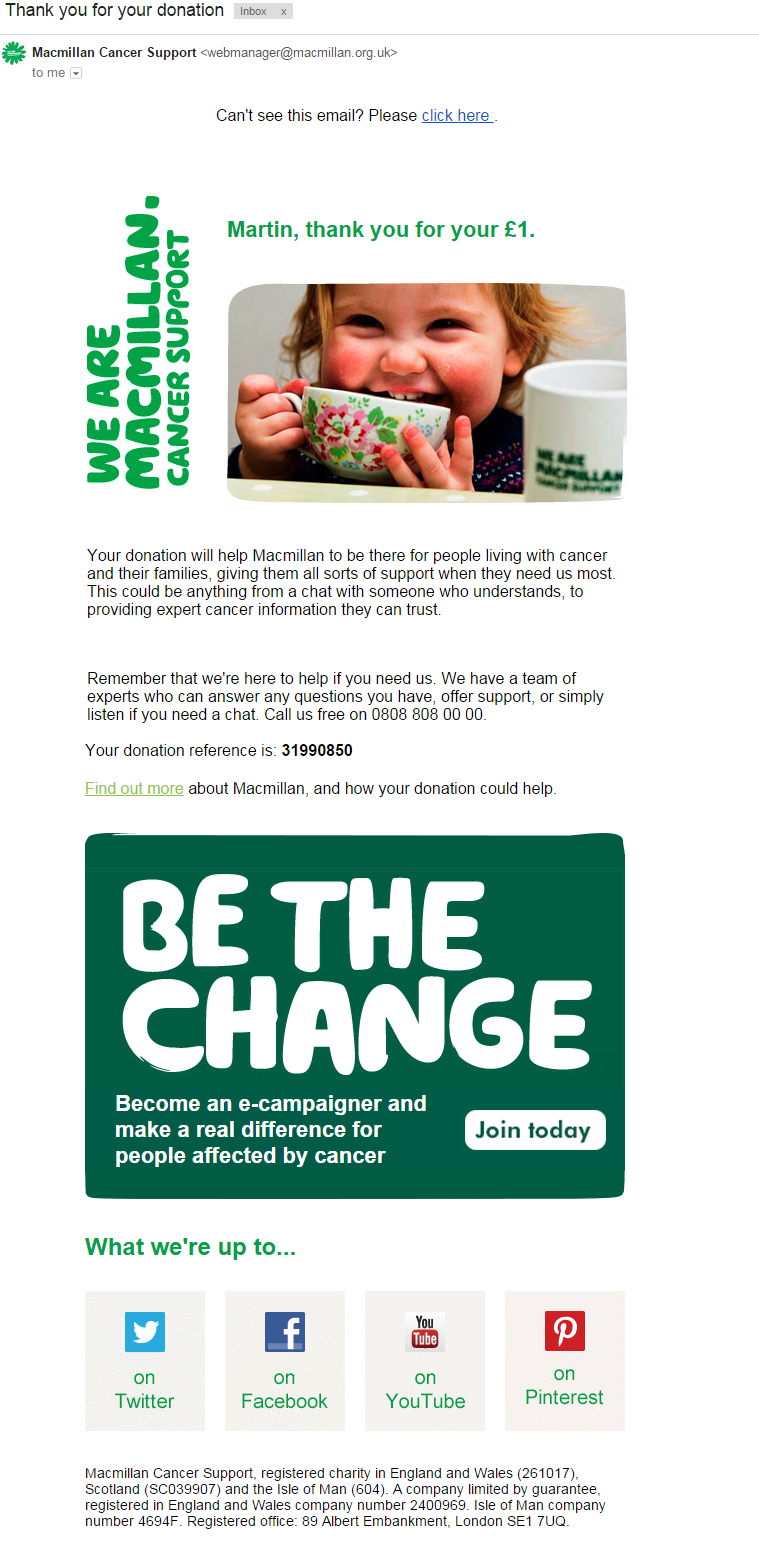 Thank you for your donation Inbox x
Macmillan Cancer Support <webmanager@macmillan.org.uk>
to me
Can't see this email? Please click here .
WE ARE
MACMILLAN.
CANCER SUPPORT
Martin, thank you for your £1.
WE ARE
MACMILLAN
CANCER SUPPORT
Your donation will help Macmillan to be there for people living with cancer
and their families, giving them all sorts of support when they need us most.
This could be anything from a chat with someone who understands, to
providing expert cancer information they can trust.
Remember that we're here to help if you need us. We have a team of
experts who can answer any questions you have, offer support, or simply
listen if you need a chat. Call us free on 0808 808 00 00.
Your donation reference is: 31990850
Find out more about Macmillan, and how your donation could help.
BE THE
CHANGE
Become an e-campaigner and
make a real difference for
people affected by cancer
Join today
What we're up to...
You
Tube
on
Twitter
on
Facebook
on
YouTube
on
Pinterest
Macmillan Cancer Support, registered charity in England and Wales (261017),
Scotland (SC039907) and the Isle of Man (604). A company limited by guarantee,
registered in England and Wales company number 2400969. Isle of Man company
number 4694F. Registered office: 89 Albert Embankment, London SE1 7UQ.